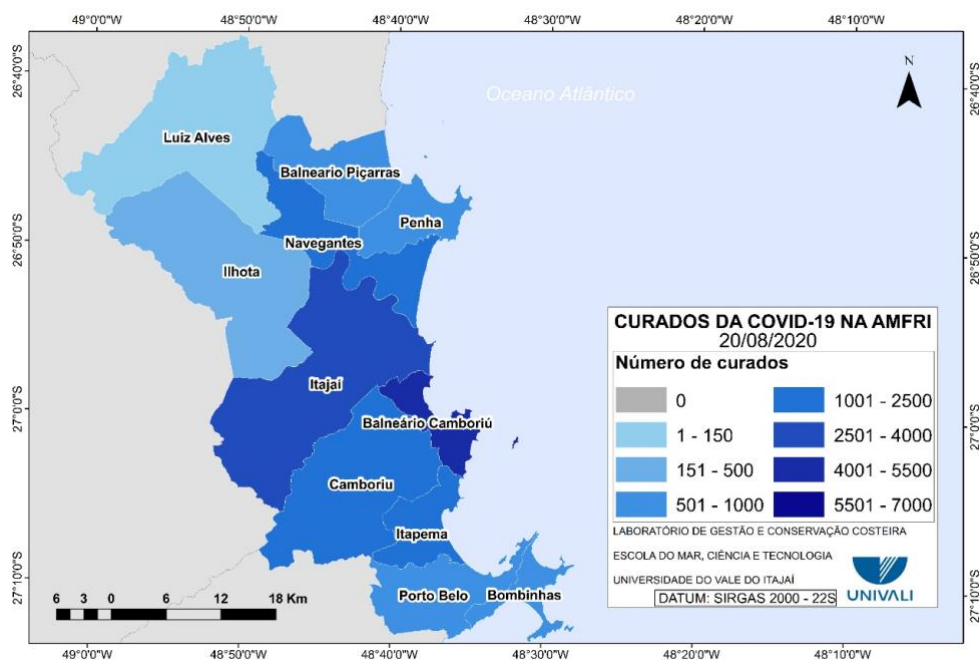 49°0'0"W 48°50'0"W 48°40'0"W 48°30'0"W 48°20'0"W 48°10'0"W
26°40'0"S
26°40'0"S
N
Oceano Atlântico
Luiz Alves
Balneario Piçarras
Penha
26°50'0"S
26°50'0"S
Navegantes
Ilhota
Itajaí
27°0'0"S
27°0'0"S
Balneário Camboriú
Camboriu
Itapema
27°10'0"S
27°10'0"S
Porto Belo
Bombinhas
CURADOS DA COVID-19 NA AMFRI
20/08/2020
Número de curados
0
1 - 150
151 - 500
501 - 1000
1001 - 2500
2501 - 4000
4001 - 5500
5501 - 7000
LABORATÓRIO DE GESTÃO E CONSERVAÇÃO COSTEIRA
ESCOLA DO MAR, CIÊNCIA E TECNOLOGIA
UNIVERSIDADE DO VALE DO ITAJAÍ
DATUM: SIRGAS 2000 - 22S
UNIVALI
6 3 0 6 12 18 Km
49°0'0"W 48°50'0"W 48°40'0"W 48°30'0"W 48°20'0"W 48°10'0"W